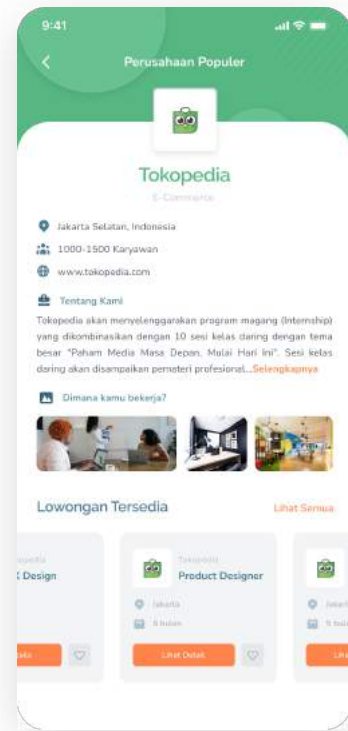 9:41
Perusahaan Populer
Tokopedia
E-Commerce
Jakarta Selatan, Indonesia
1000-1500 Karyawan
www.tokopedia.com
Tentang Kami
Tokopedia akan menyelenggarakan program magang (Internship)
yang dikombinasikan dengan 10 sesi kelas daring dengan tema
besar "Paham Media Masa Depan, Mulai Hari Ini". Sesi kelas
daring akan disampaikan pemateri profesional...Selengkapnya
Dimana kamu bekerja?
Lowongan Tersedia Lihat Semua
Tokopedia
Design Product Designer
Jakarta
Lihat Detail